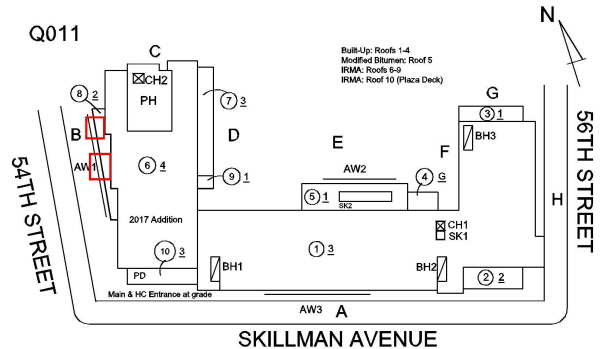 Q011
N
Built-Up: Roofs 1-4
Modified Bitumen: Roof 5
IRMA: Roofs 6-9
IRMA: Roof 10 (Plaza Deck)
C
CH2
PH
G
8 2
7 3
3 1
B
D
E
F
BH3
AW1
6 4
9 1
AW2
4 G
5 1
SK2
H
2017 Addition
CH1
SK1
10 3
1 3
PD
BH1
BH2
2 2
Main & HC Entrance at grade
AW3
A
54TH STREET
56TH STREET
SKILLMAN AVENUE